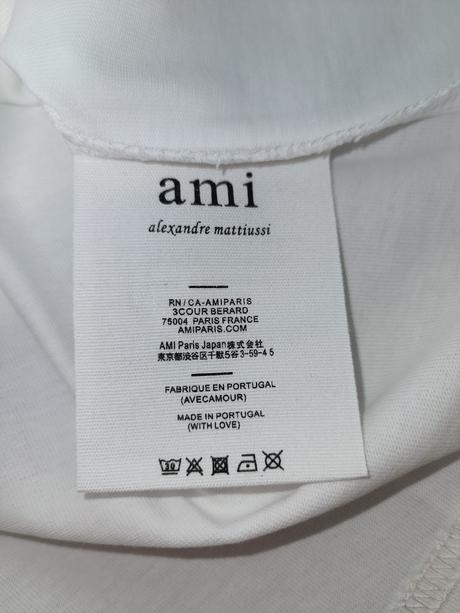 ami
alexandre mattiussi
RN/CA-AMIPARIS
3COUR BERARD
75004 PARIS FRANCE
AMIPARIS.COM
AMI Paris Japan株式会社
東京都渋谷区千駄5谷3-59-4 5
FABRIQUE EN PORTUGAL
(AVECAMOUR)
MADE IN PORTUGAL
(WITH LOVE)
30